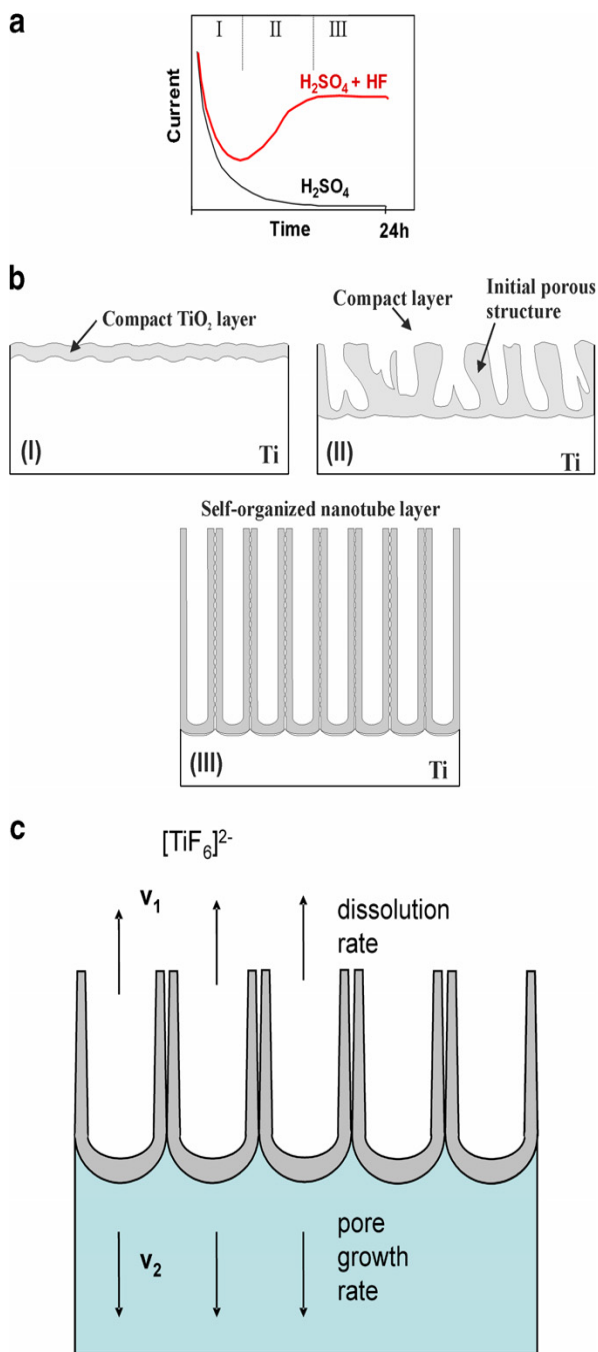 a
I II III
Current
H₂SO₄ + HF
H₂SO₄
Time 24h
b
Compact TiO₂ layer
(I) Ti
Compact layer
Initial porous
structure
(II) Ti
Self-organized nanotube layer
(III) Ti
c
[TiF₆]²⁻
v₁
dissolution
rate
v₂
pore
growth
rate